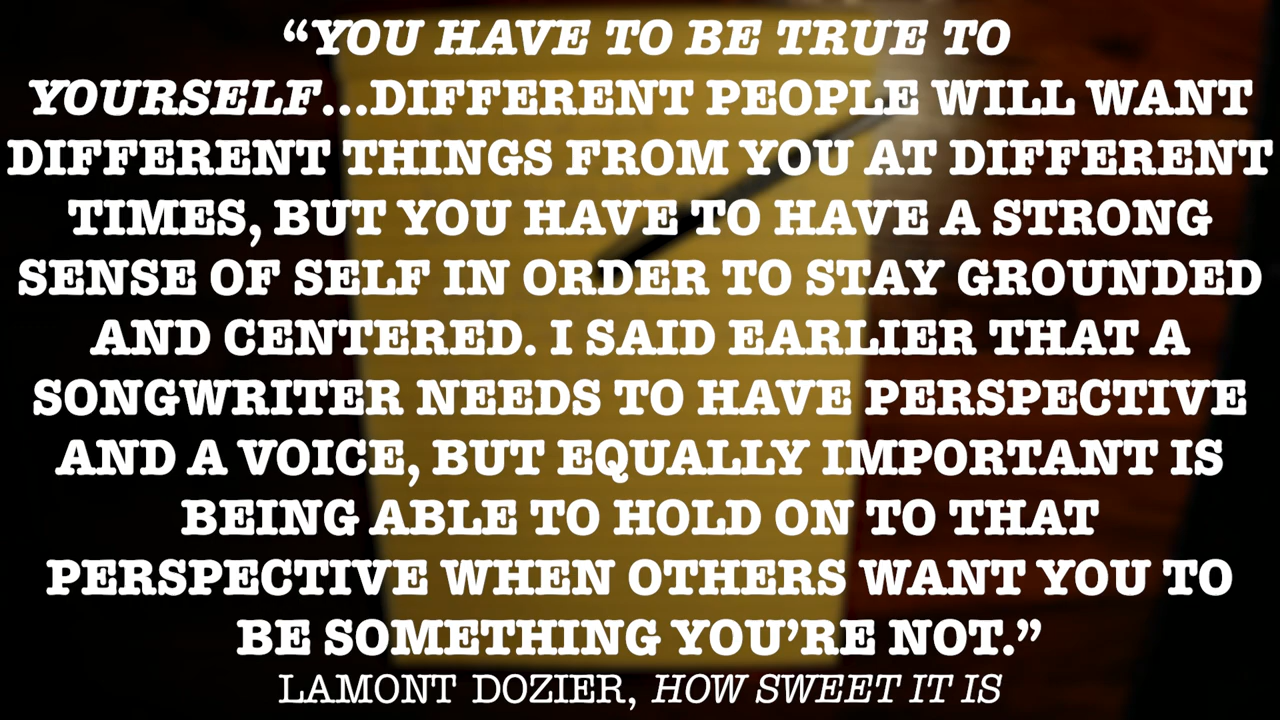 “YOU HAVE TO BE TRUE TO
YOURSELF…DIFFERENT PEOPLE WILL WANT
DIFFERENT THINGS FROM YOU AT DIFFERENT
TIMES, BUT YOU HAVE TO HAVE A STRONG
SENSE OF SELF IN ORDER TO STAY GROUNDED
AND CENTERED. I SAID EARLIER THAT A
SONGWRITER NEEDS TO HAVE PERSPECTIVE
AND A VOICE, BUT EQUALLY IMPORTANT IS
BEING ABLE TO HOLD ON TO THAT
PERSPECTIVE WHEN OTHERS WANT YOU TO
BE SOMETHING YOU’RE NOT.”
LAMONT DOZIER, HOW SWEET IT IS